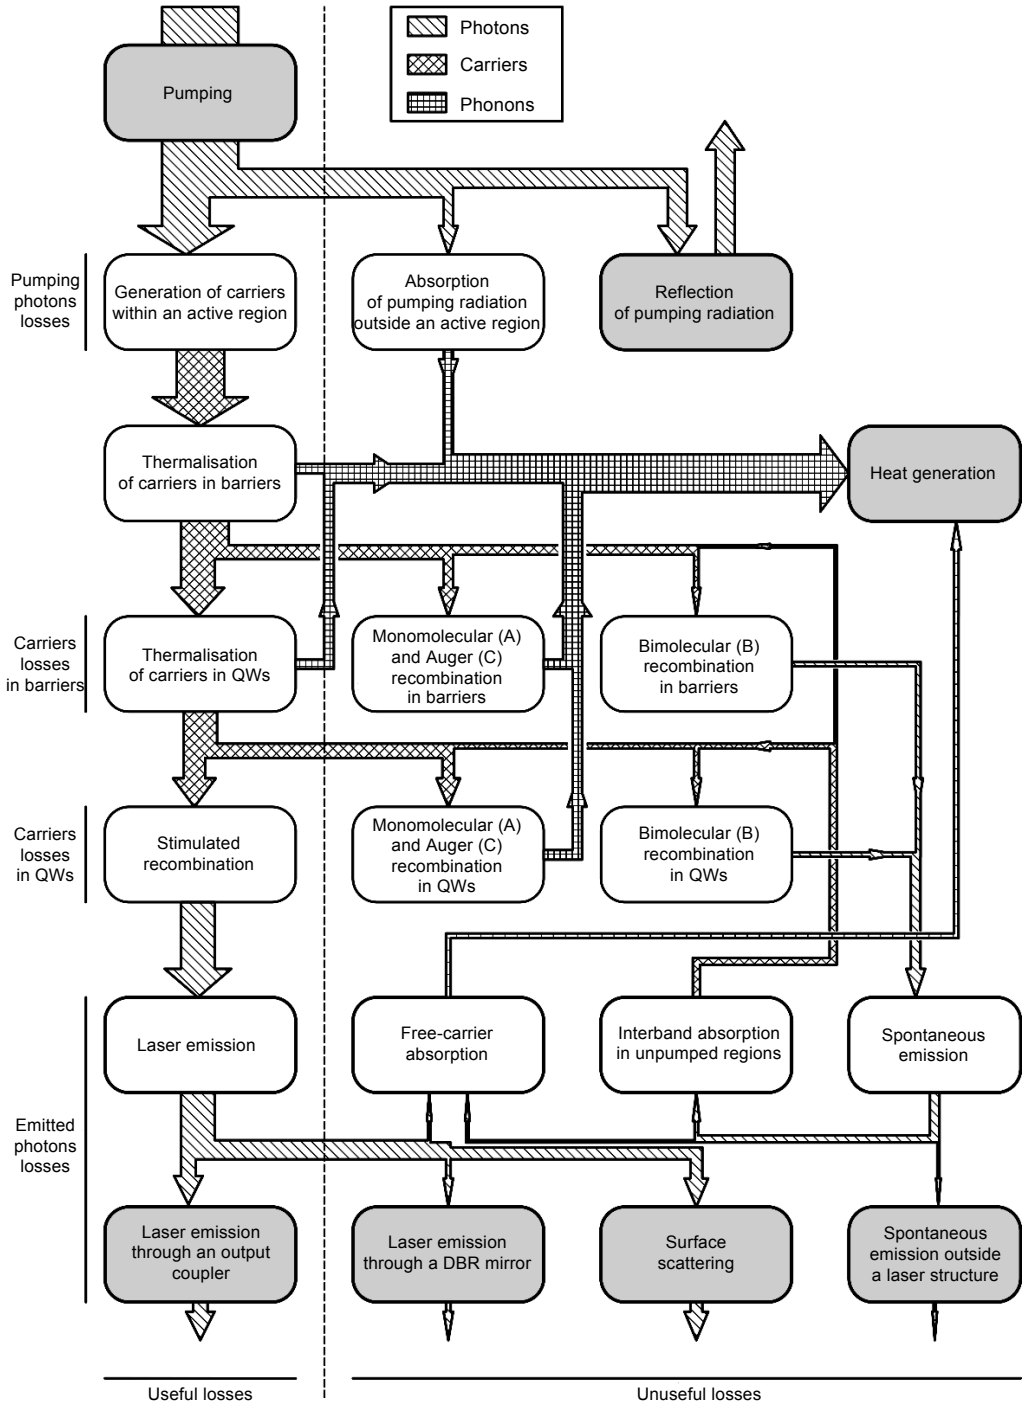 Photons
Carriers
Phonons
Pumping
Pumping
photons
losses
Generation of carriers
within an active region
Absorption
of pumping radiation
outside an active region
Reflection
of pumping radiation
Thermalisation
of carriers in barriers
Heat generation
Carriers
losses
in barriers
Thermalisation
of carriers in QWs
Monomolecular (A)
and Auger (C)
recombination
in barriers
Bimolecular (B)
recombination
in barriers
Carriers
losses
in QWs
Stimulated
recombination
Monomolecular (A)
and Auger (C)
recombination
in QWs
Bimolecular (B)
recombination
in QWs
Emitted
photons
losses
Laser emission
Free-carrier
absorption
Interband absorption
in unpumped regions
Spontaneous
emission
Laser emission
through an output
coupler
Laser emission
through a DBR mirror
Surface
scattering
Spontaneous
emission outside
a laser structure
Useful losses
Unuseful losses